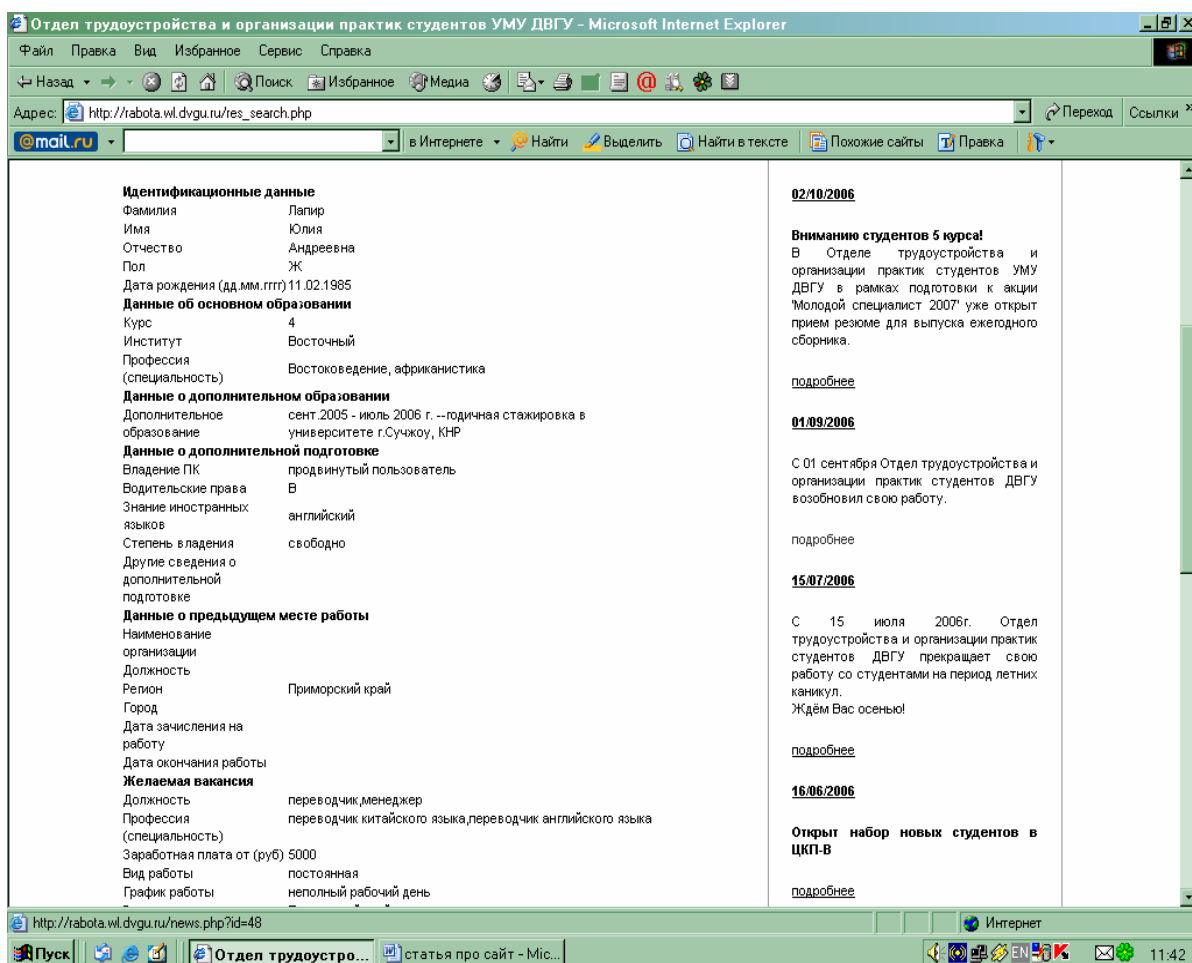 Отдел трудоустройства и организации практик студентов УМУ ДВГУ - Microsoft Internet Explorer
Файл Правка Вид Избранное Сервис Справка
Назад Поиск Избранное Медиа
Адрес: http://rabota.wl.dvgu.ru/res_search.php Переход Ссылки »
@mail.ru в Интернете Найти Выделить Найти в тексте Похожие сайты Правка
Идентификационные данные
Фамилия Лапир
Имя Юлия
Отчество Андреевна
Пол Ж
Дата рождения (дд.мм.гггг) 11.02.1985
Данные об основном образовании
Курс 4
Институт Восточный
Профессия
(специальность) Востоковедение, африканистика
Данные о дополнительном образовании
Дополнительное сент.2005 - июль 2006 г. --годичная стажировка в
образование университете г.Сучжоу, КНР
Данные о дополнительной подготовке
Владение ПК продвинутый пользователь
Водительские права B
Знание иностранных
языков английский
Степень владения свободно
Другие сведения о
дополнительной
подготовке
Данные о предыдущем месте работы
Наименование
организации
Должность
Регион Приморский край
Город
Дата зачисления на
работу
Дата окончания работы
Желаемая вакансия
Должность переводчик,менеджер
Профессия переводчик китайского языка,переводчик английского языка
(специальность)
Заработная плата от (руб) 5000
Вид работы постоянная
График работы неполный рабочий день
02/10/2006
Вниманию студентов 5 курса!
В Отделе трудоустройства и
организации практик студентов УМУ
ДВГУ в рамках подготовки к акции
'Молодой специалист 2007' уже открыт
прием резюме для выпуска ежегодного
сборника.
подробнее
01/09/2006
С 01 сентября Отдел трудоустройства и
организации практик студентов ДВГУ
возобновил свою работу.
подробнее
15/07/2006
С 15 июля 2006г. Отдел
трудоустройства и организации практик
студентов ДВГУ прекращает свою
работу со студентами на период летних
каникул.
Ждём Вас осенью!
подробнее
16/06/2006
Открыт набор новых студентов в
ЦКП-В
подробнее
http://rabota.wl.dvgu.ru/news.php?id=48 Интернет
Пуск Отдел трудоустро... статья про сайт - Mic... EN 11:42